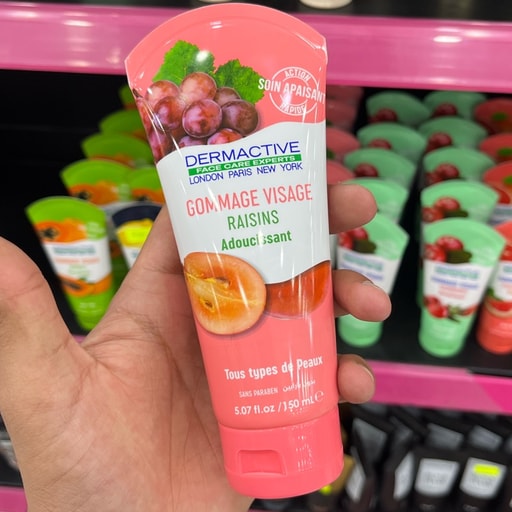 ACTION
SOIN APAISANT
RAPIDE
DERMACTIVE
FACE CARE EXPERTS
LONDON PARIS NEW YORK
GOMMAGE VISAGE
RAISINS
Adoucissant
Tous types de Peaux
SANS PARABEN
5.07 fl.oz / 150 mL ℮